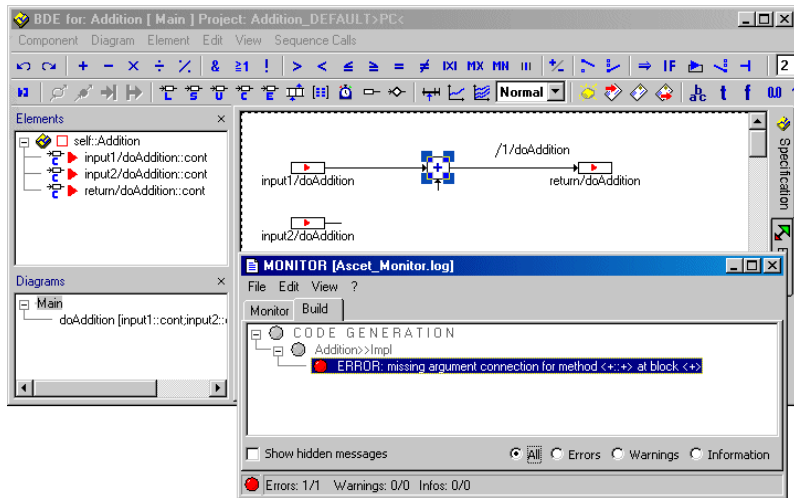 BDE for: Addition [ Main ] Project: Addition_DEFAULT>PC<
Component Diagram Element Edit View Sequence Calls
+ − × ÷ & ≥1 ! > < ≤ ≥ = ≠ IXI MX MN IF 2
Normal abc t f 0.0
Elements ×
self::Addition
input1/doAddition::cont
input2/doAddition::cont
return/doAddition::cont
/1/doAddition
input1/doAddition
+
return/doAddition
input2/doAddition
Specification
Diagrams ×
Main
doAddition [input1::cont;input2::
MONITOR [Ascet_Monitor.log]
File Edit View ?
Monitor Build
CODE GENERATION
Addition>>Impl
ERROR: missing argument connection for method <+::+> at block <+>
Show hidden messages All Errors Warnings Information
Errors: 1/1 Warnings: 0/0 Infos: 0/0